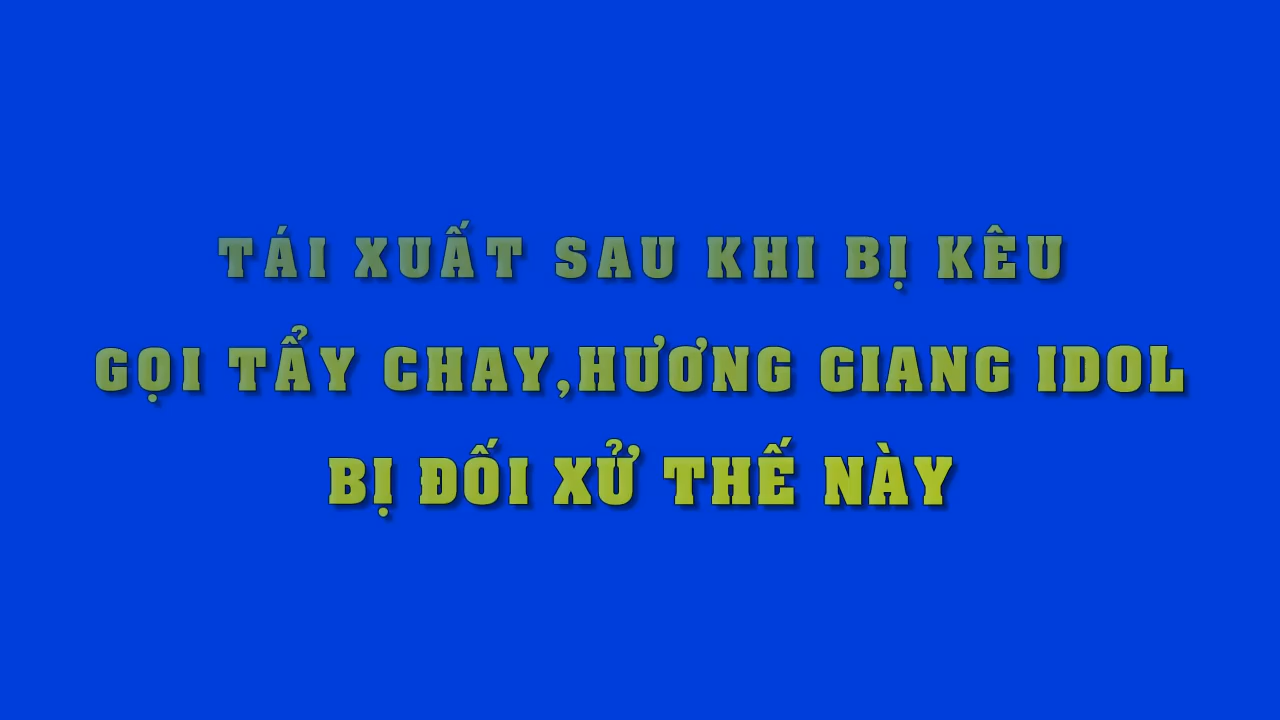 TÁI XUẤT SAU KHI BỊ KÊU
GỌI TẨY CHAY,HƯƠNG GIANG IDOL
BỊ ĐỐI XỬ THẾ NÀY